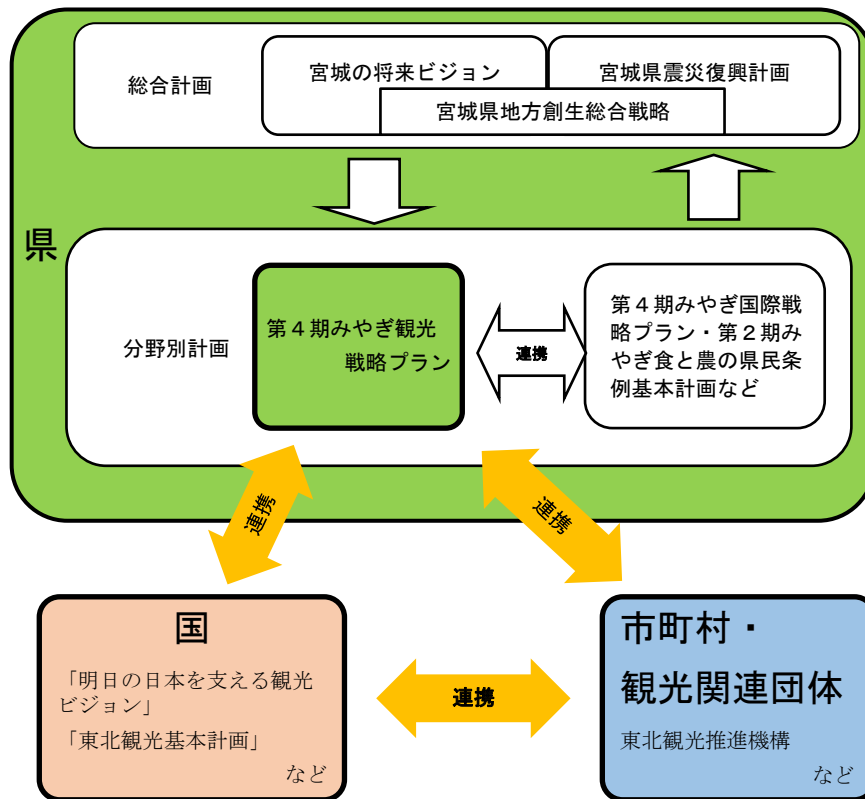 総合計画
宮城の将来ビジョン
宮城県震災復興計画
宮城県地方創生総合戦略
県
分野別計画
第４期みやぎ観光
戦略プラン
連携
第４期みやぎ国際戦
略プラン・第２期み
やぎ食と農の県民条
例基本計画など
連携
連携
国
「明日の日本を支える観光
ビジョン」
「東北観光基本計画」
など
連携
市町村・
観光関連団体
東北観光推進機構
など